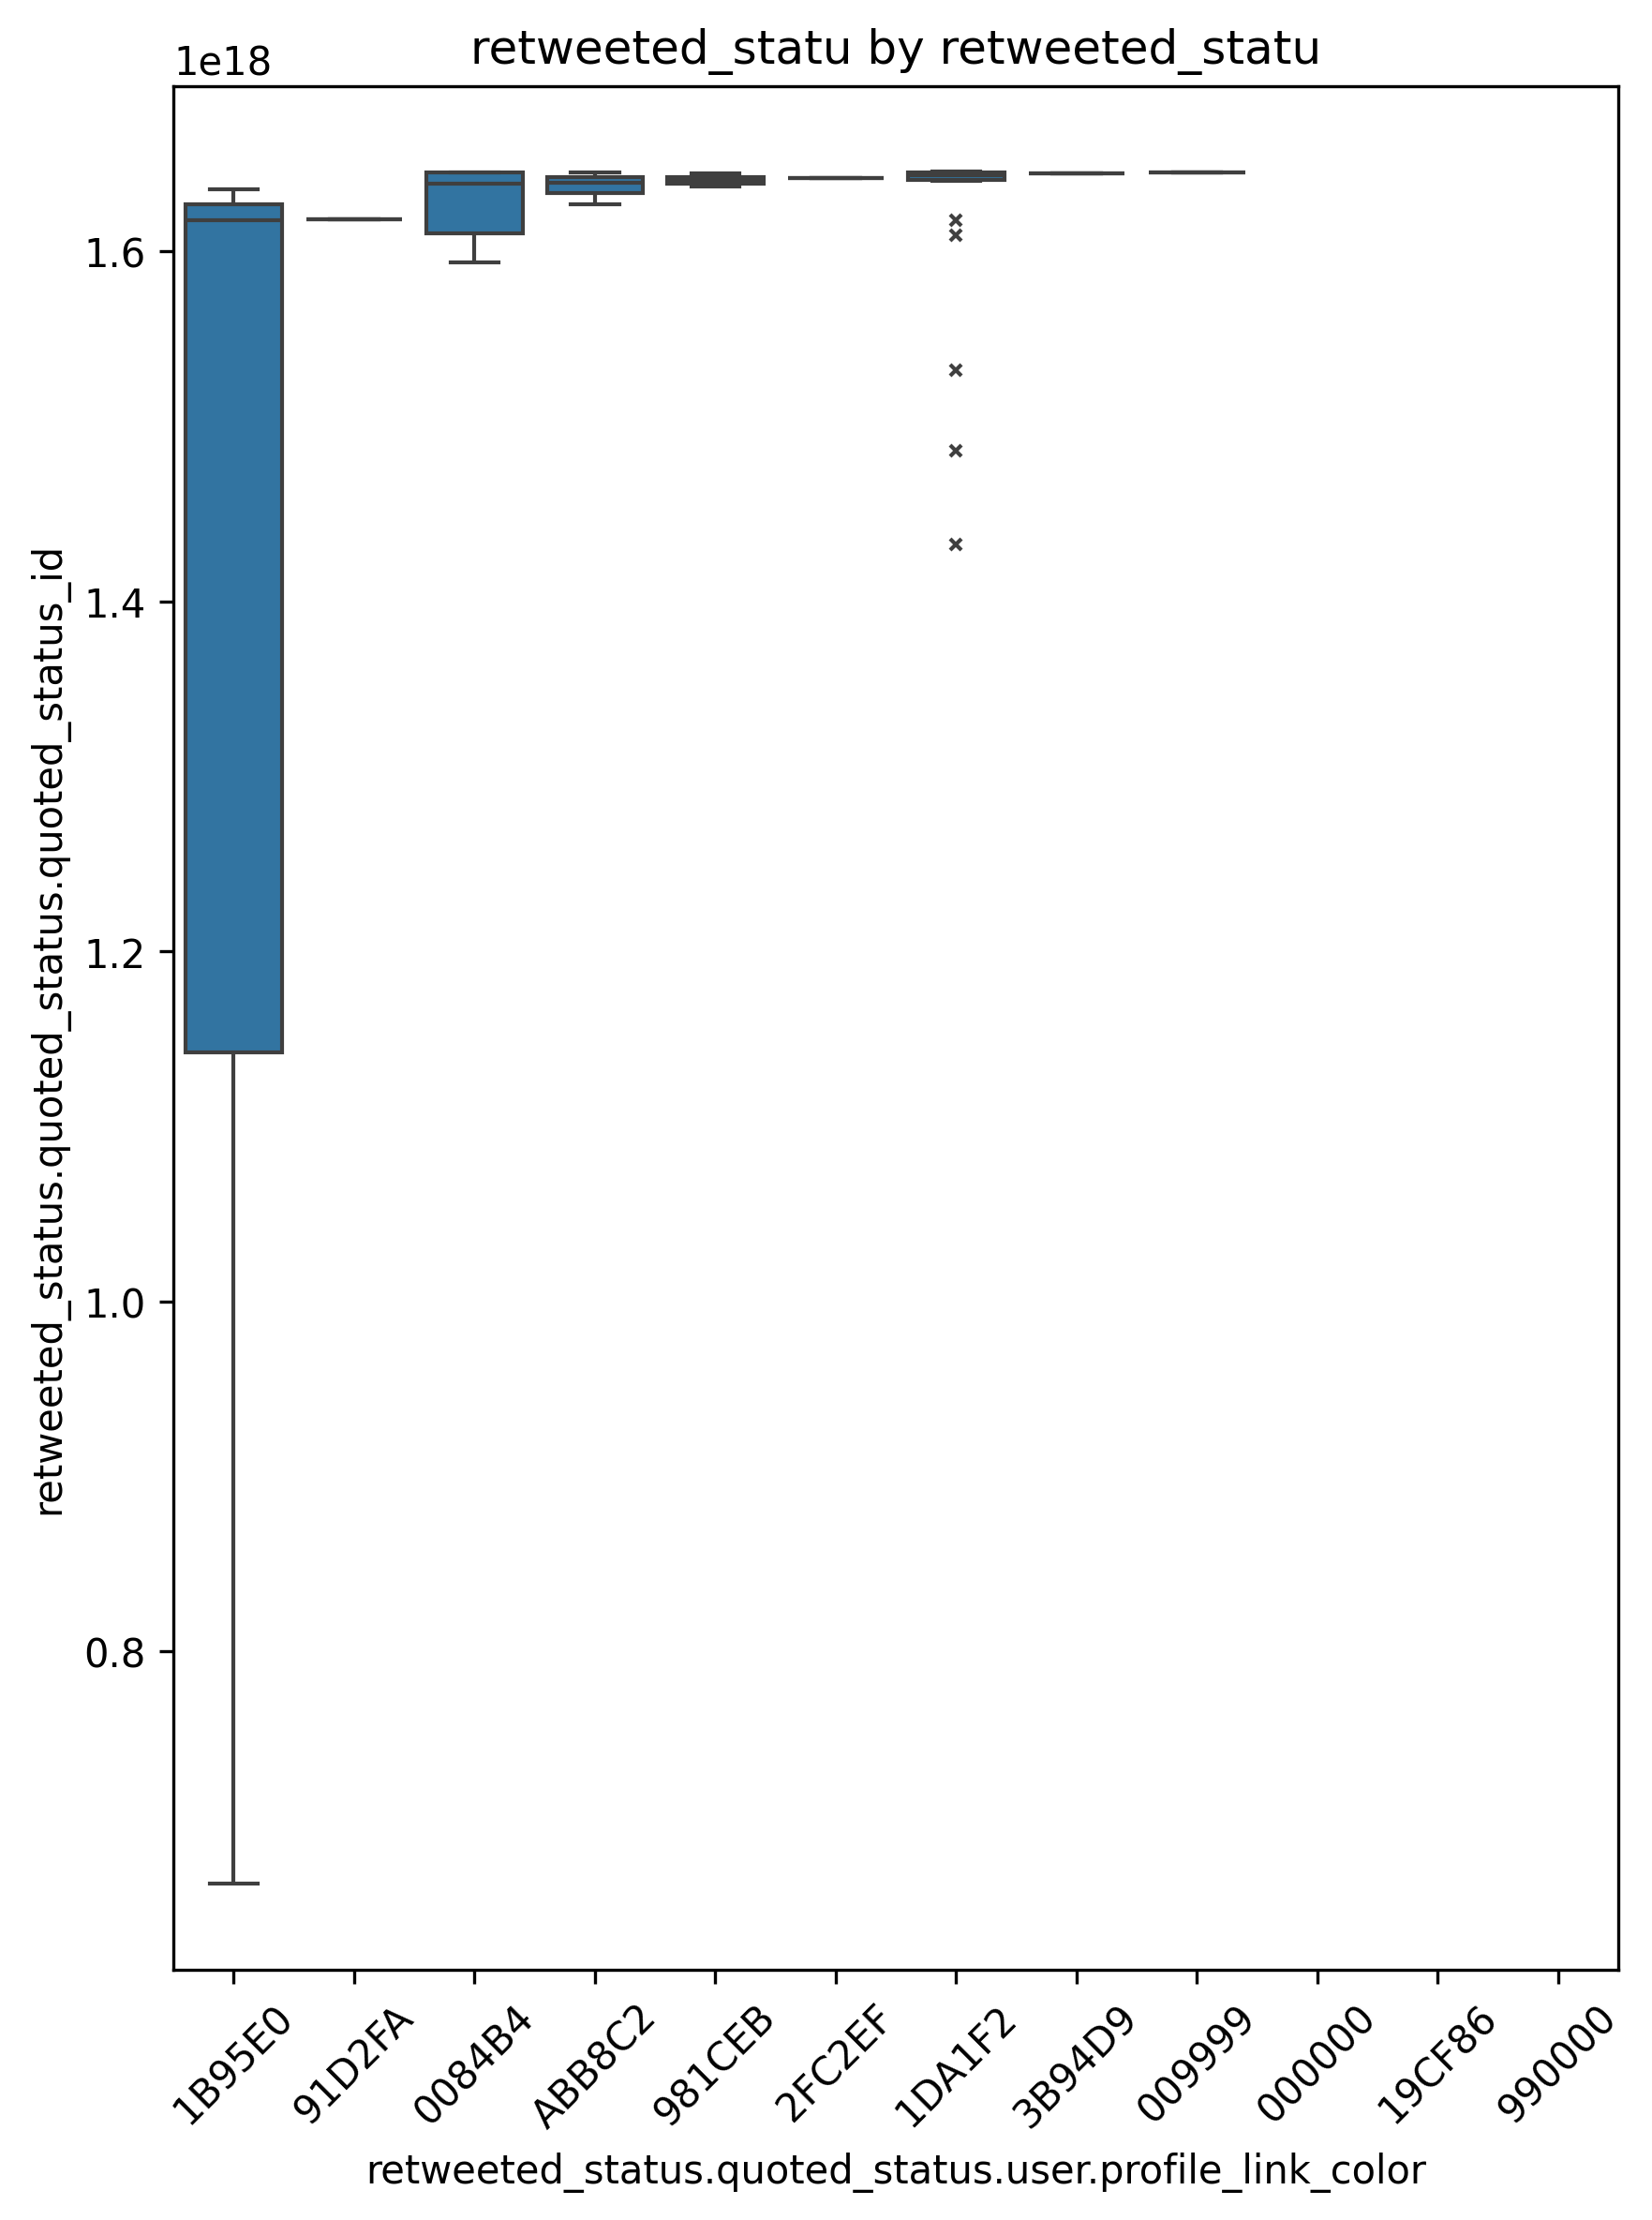 retweeted_statu by retweeted_statu
1e18
1.6
1.4
1.2
1.0
0.8
retweeted_status.quoted_status.quoted_status_id
1B95E0
91D2FA
0084B4
ABB8C2
981CEB
2FC2EF
1DA1F2
3B94D9
009999
000000
19CF86
990000
retweeted_status.quoted_status.user.profile_link_color